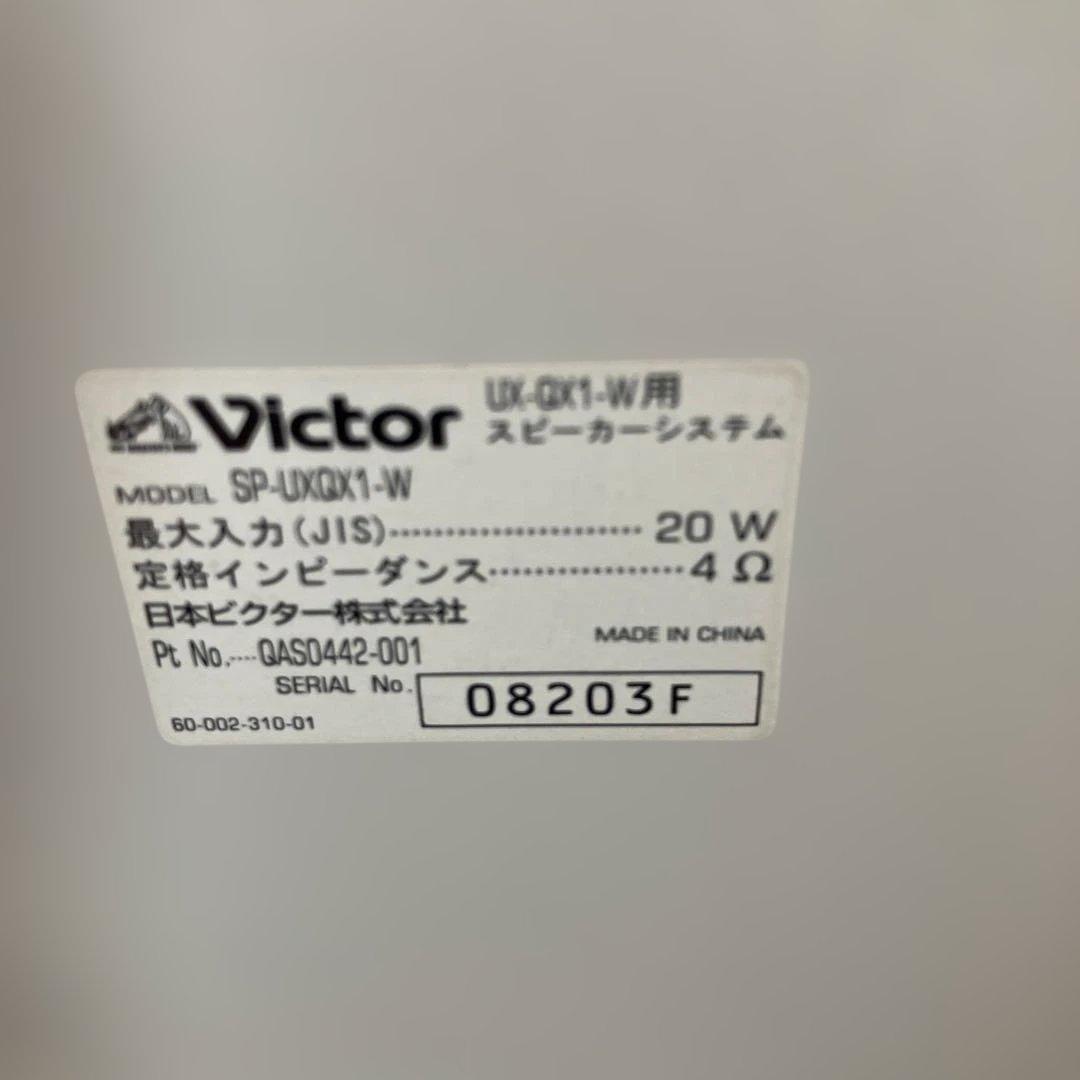 Victor
UX-QX1-W用
スピーカーシステム
MODEL SP-UXQX1-W
最大入力(JIS)······················ 20 W
定格インピーダンス·················4 Ω
日本ビクター株式会社
MADE IN CHINA
Pt No.····QAS0442-001
SERIAL No. 08203F
60-002-310-01